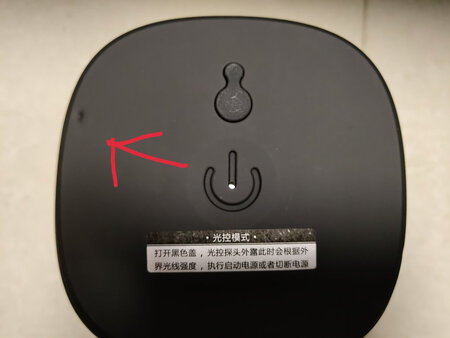 · 光控模式 ·
打开黑色盖，光控探头外露此时会根据外
界光线强度，执行启动电源或者切断电源